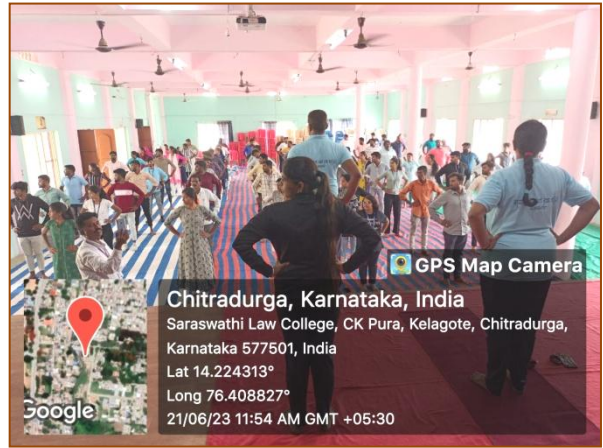 GPS Map Camera
Chitradurga, Karnataka, India
Saraswathi Law College, CK Pura, Kelagote, Chitradurga,
Karnataka 577501, India
Lat 14.224313°
Long 76.408827°
21/06/23 11:54 AM GMT +05:30
Google